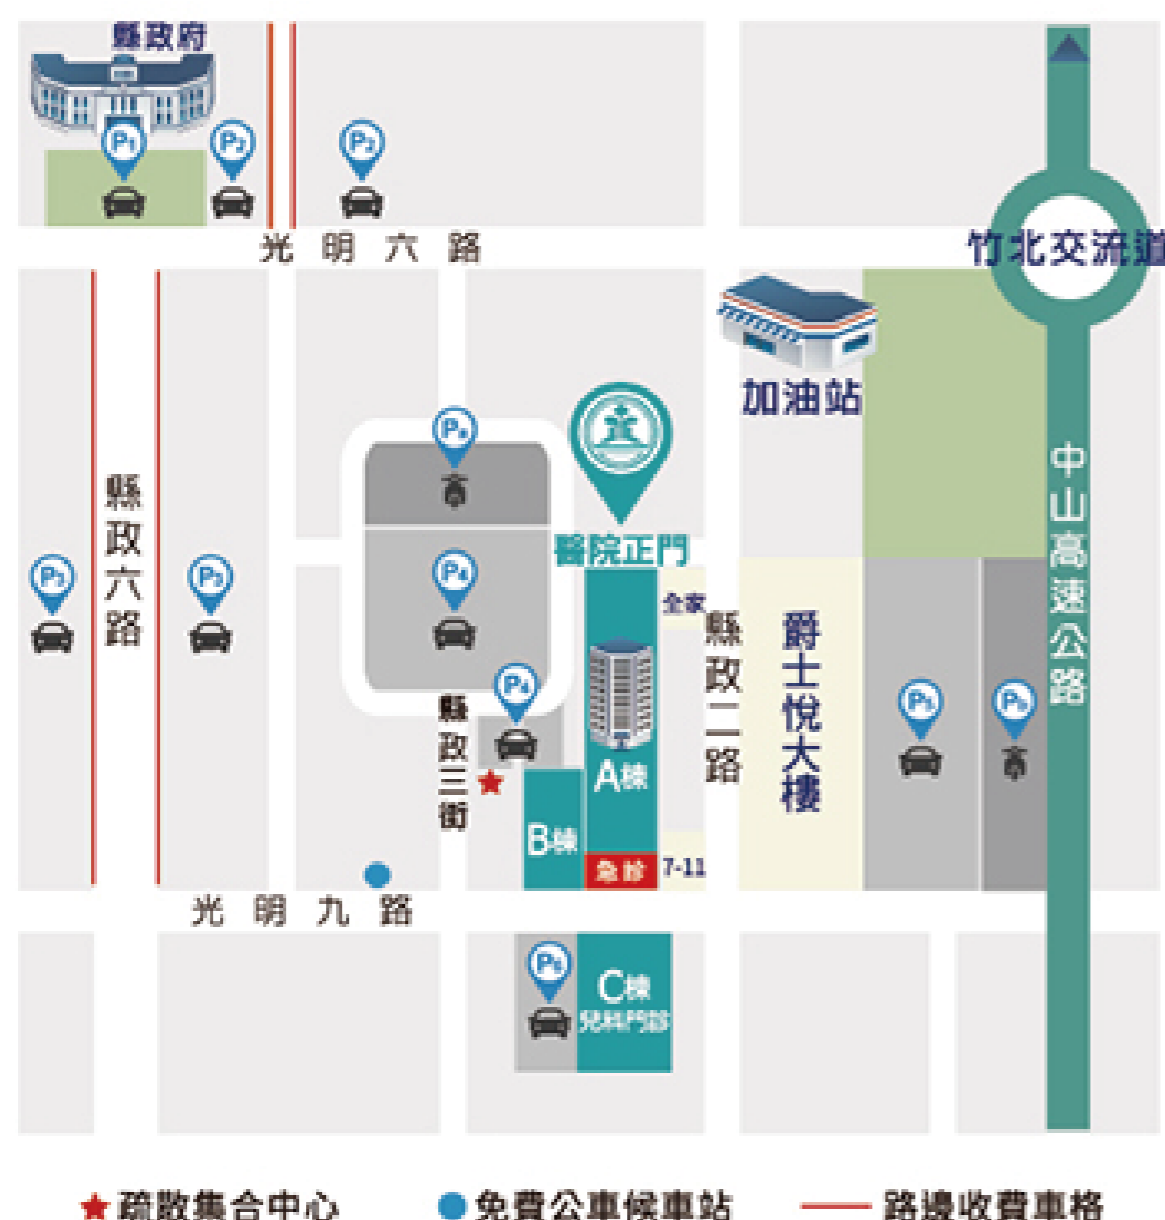 縣政府
P1
P2
光明六路
竹北交流道
加油站
中山高速公路
醫院正門
全家
縣政六路
縣政二路
爵士悅大樓
P4
縣政三街
A棟
B棟
急診
7-11
光明九路
C棟
兒科門診
疏散集合中心
免費公車候車站
路邊收費車格